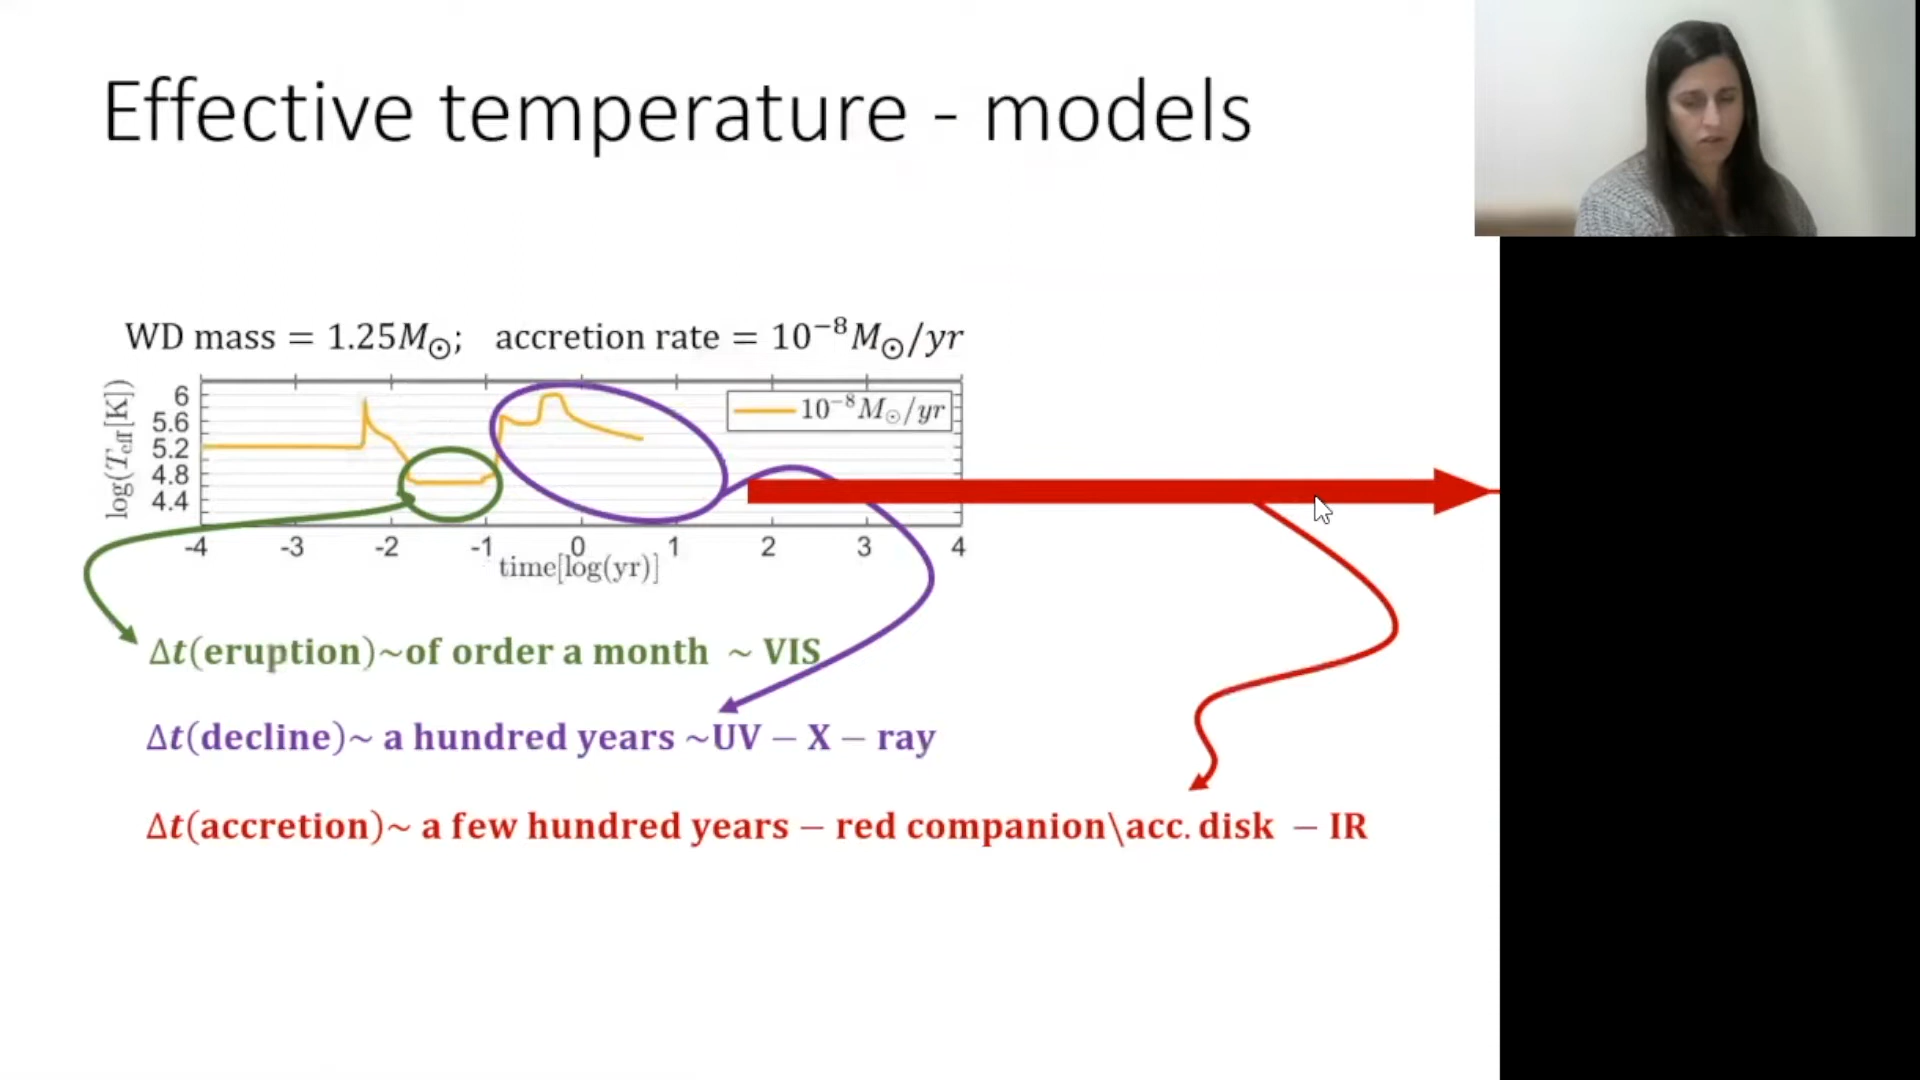 Effective temperature - models
WD mass = 1.25M⊙;   accretion rate = 10⁻⁸M⊙/yr
log(T_eff[K])
6
5.6
5.2
4.8
4.4
10⁻⁸M⊙/yr
-4 -3 -2 -1 0 1 2 3 4
time[log(yr)]
Δt(eruption)~of order a month ~ VIS
Δt(decline)~ a hundred years ~UV − X − ray
Δt(accretion)~ a few hundred years − red companion\acc. disk − IR